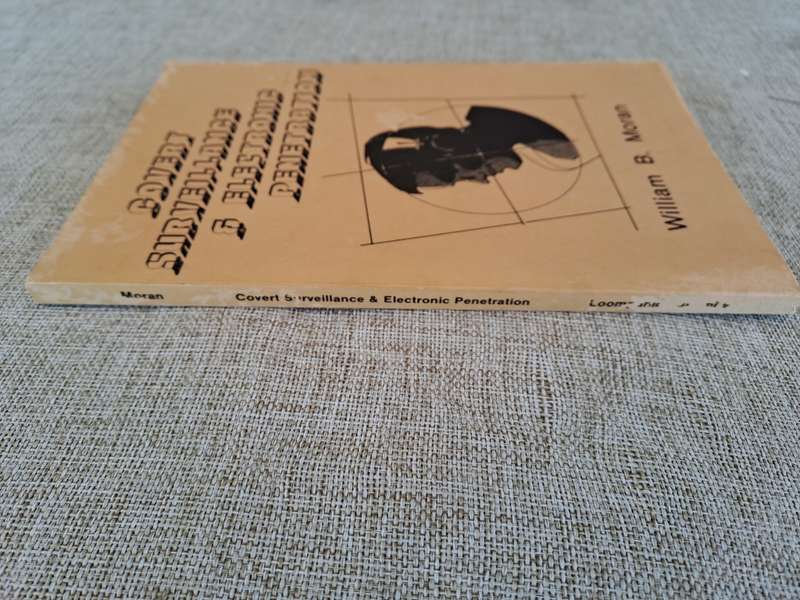 COVERT
SURVEILLANCE
& ELECTRONIC
PENETRATION
William B. Moran
Moran
Covert Surveillance & Electronic Penetration